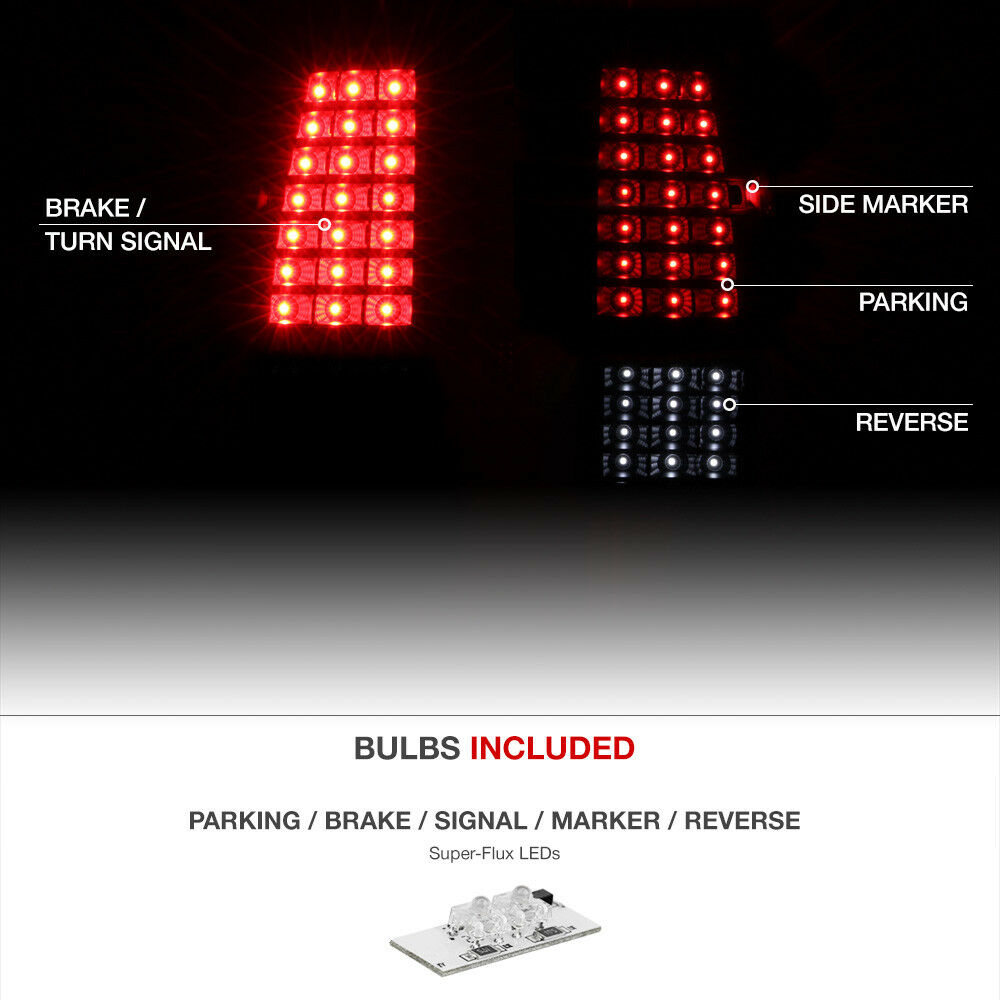 BRAKE /
TURN SIGNAL
SIDE MARKER
PARKING
REVERSE
BULBS INCLUDED
PARKING / BRAKE / SIGNAL / MARKER / REVERSE
Super-Flux LEDs